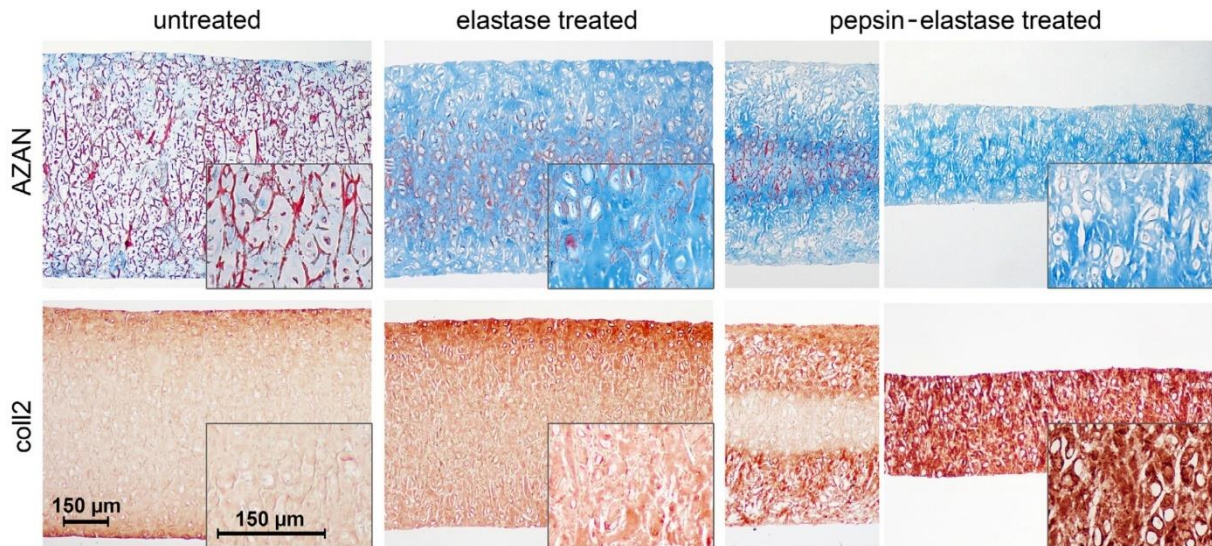 untreated
elastase treated
pepsin-elastase treated
AZAN
coll2
150 µm
150 µm